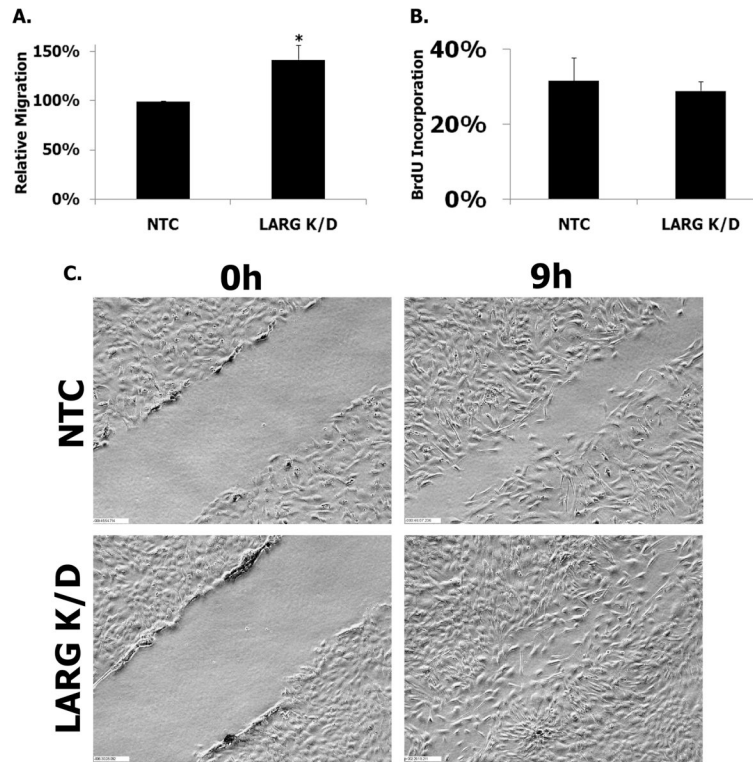 A.
Relative Migration
150%
100%
50%
0%
*
NTC
LARG K/D
B.
BrdU Incorporation
40%
20%
0%
NTC
LARG K/D
C.
0h
9h
NTC
LARG K/D